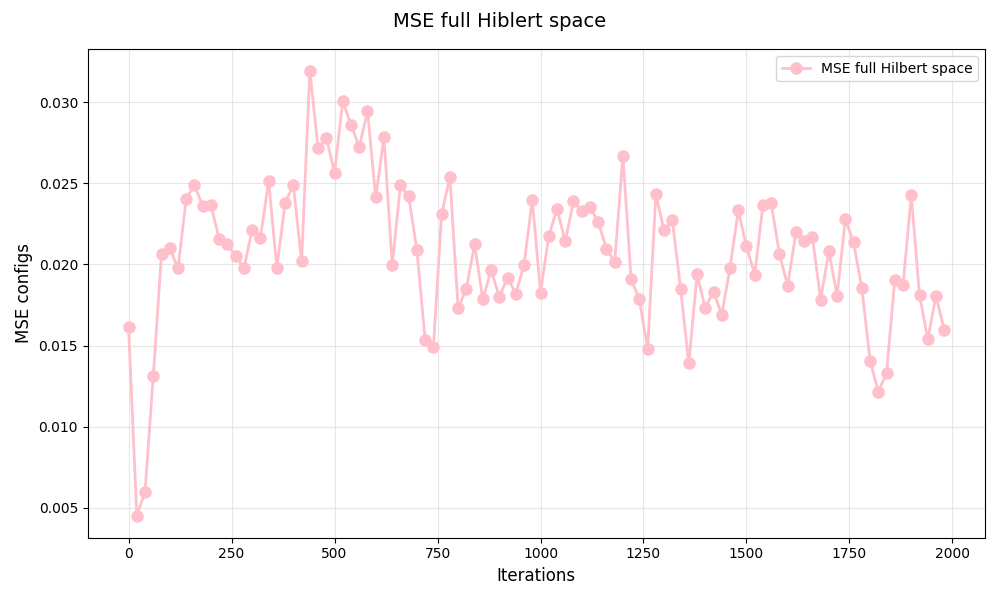 MSE full Hiblert space
MSE full Hilbert space
0.030
0.025
0.020
0.015
0.010
0.005
MSE configs
0 250 500 750 1000 1250 1500 1750 2000
Iterations